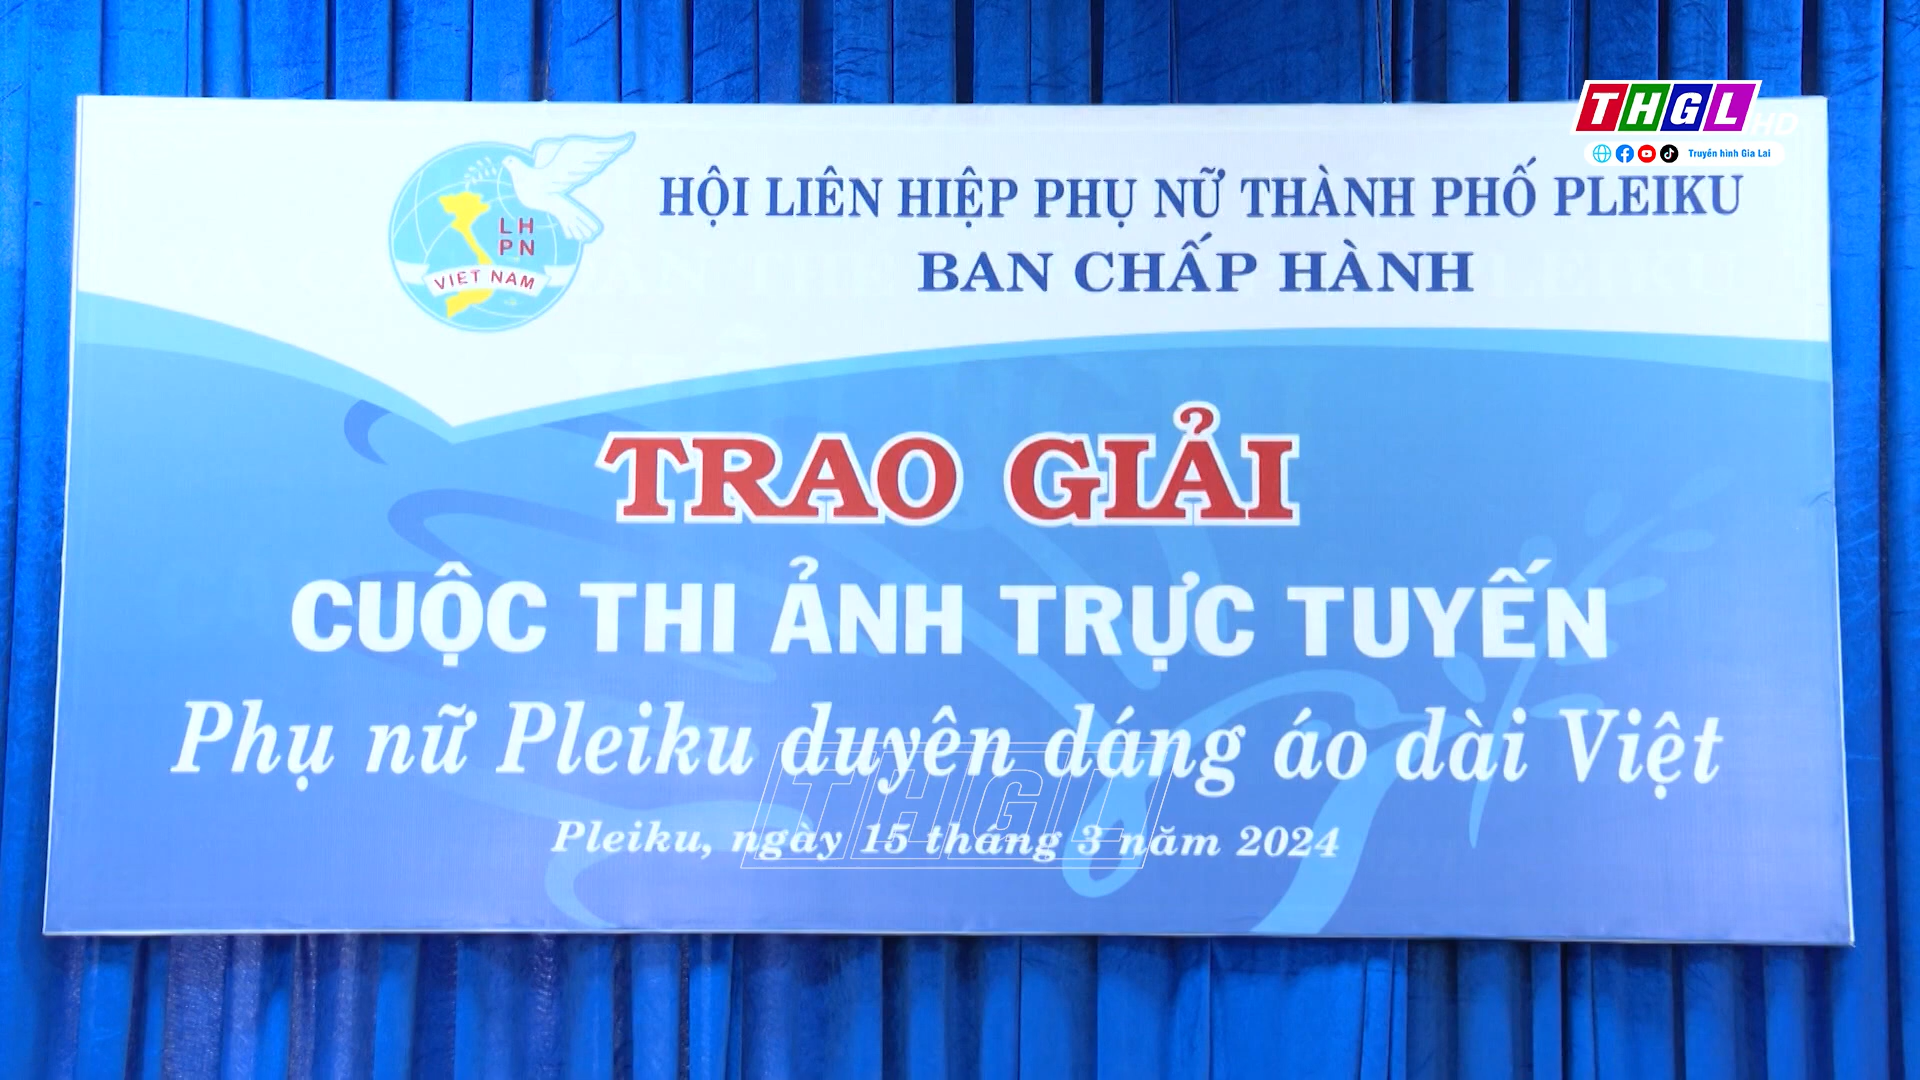 THGL HD
Truyền hình Gia Lai
LH
PN
VIET NAM
HỘI LIÊN HIỆP PHỤ NỮ THÀNH PHỐ PLEIKU
BAN CHẤP HÀNH
TRAO GIẢI
CUỘC THI ẢNH TRỰC TUYẾN
Phụ nữ Pleiku duyên dáng áo dài Việt
THGL
Pleiku, ngày 15 tháng 3 năm 2024